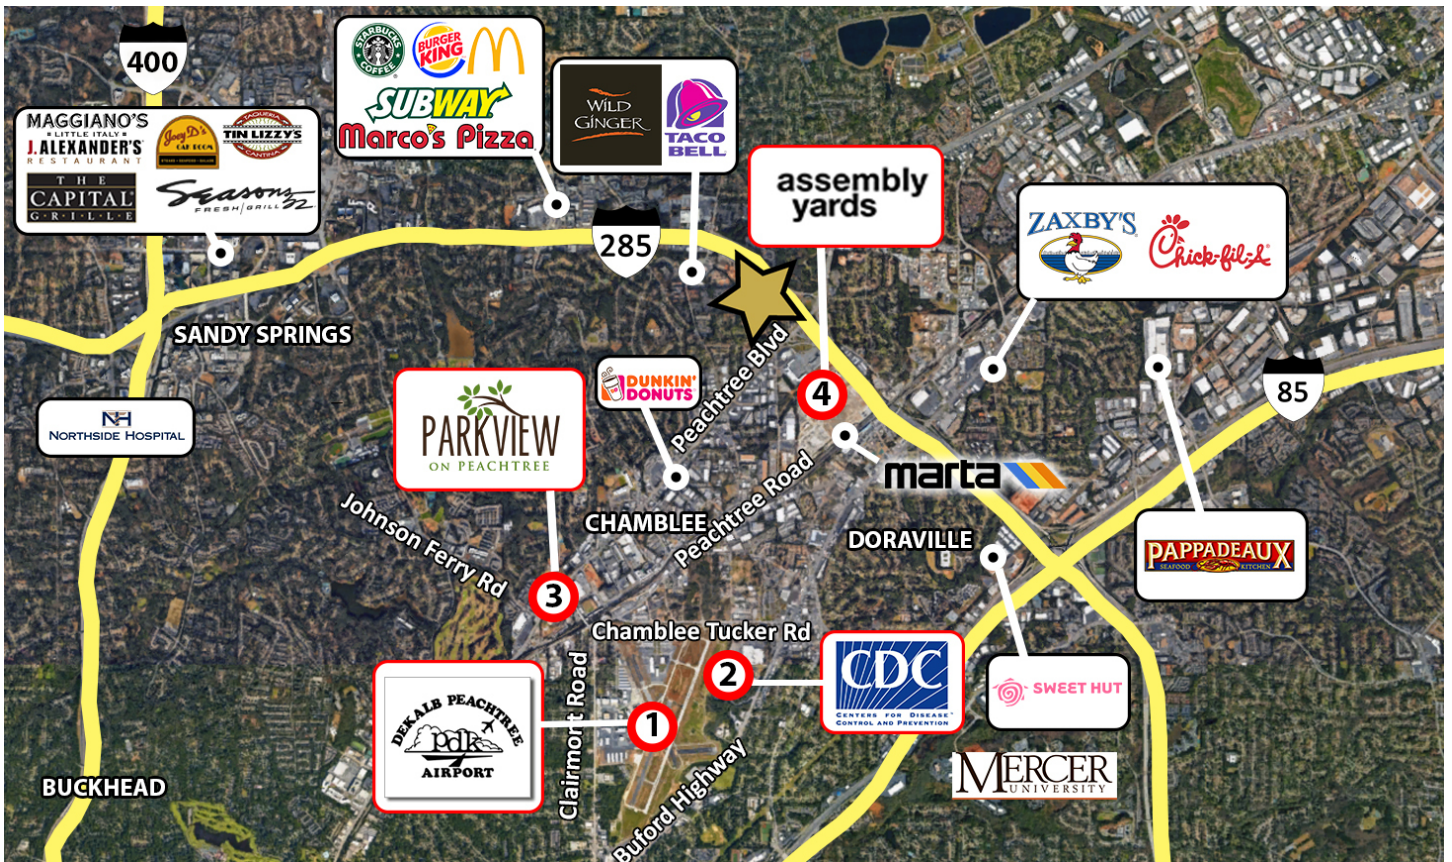 400
MAGGIANO'S
LITTLE ITALY
J. ALEXANDER'S
RESTAURANT
Joey D's
OAK ROOM
TAQUERIA
TIN LIZZY'S
CANTINA
THE
CAPITAL
GRILLE
Seasons 52
FRESH/GRILL
STARBUCKS
COFFEE
BURGER
KING
SUBWAY
Marco's Pizza
WILD
GINGER
TACO
BELL
285
assembly
yards
ZAXBY'S
Chick-fil-A
SANDY SPRINGS
NH
NORTHSIDE HOSPITAL
PARKVIEW
ON PEACHTREE
DUNKIN'
DONUTS
Peachtree Blvd
4
85
marta
Peachtree Road
CHAMBLEE
DORAVILLE
PAPPADEAUX
SEAFOOD KITCHEN
Johnson Ferry Rd
3
Chamblee Tucker Rd
2
CDC
CENTERS FOR DISEASE
CONTROL AND PREVENTION
SWEET HUT
DEKALB PEACHTREE
pdk
AIRPORT
1
Clairmont Road
Buford Highway
MERCER
UNIVERSITY
BUCKHEAD